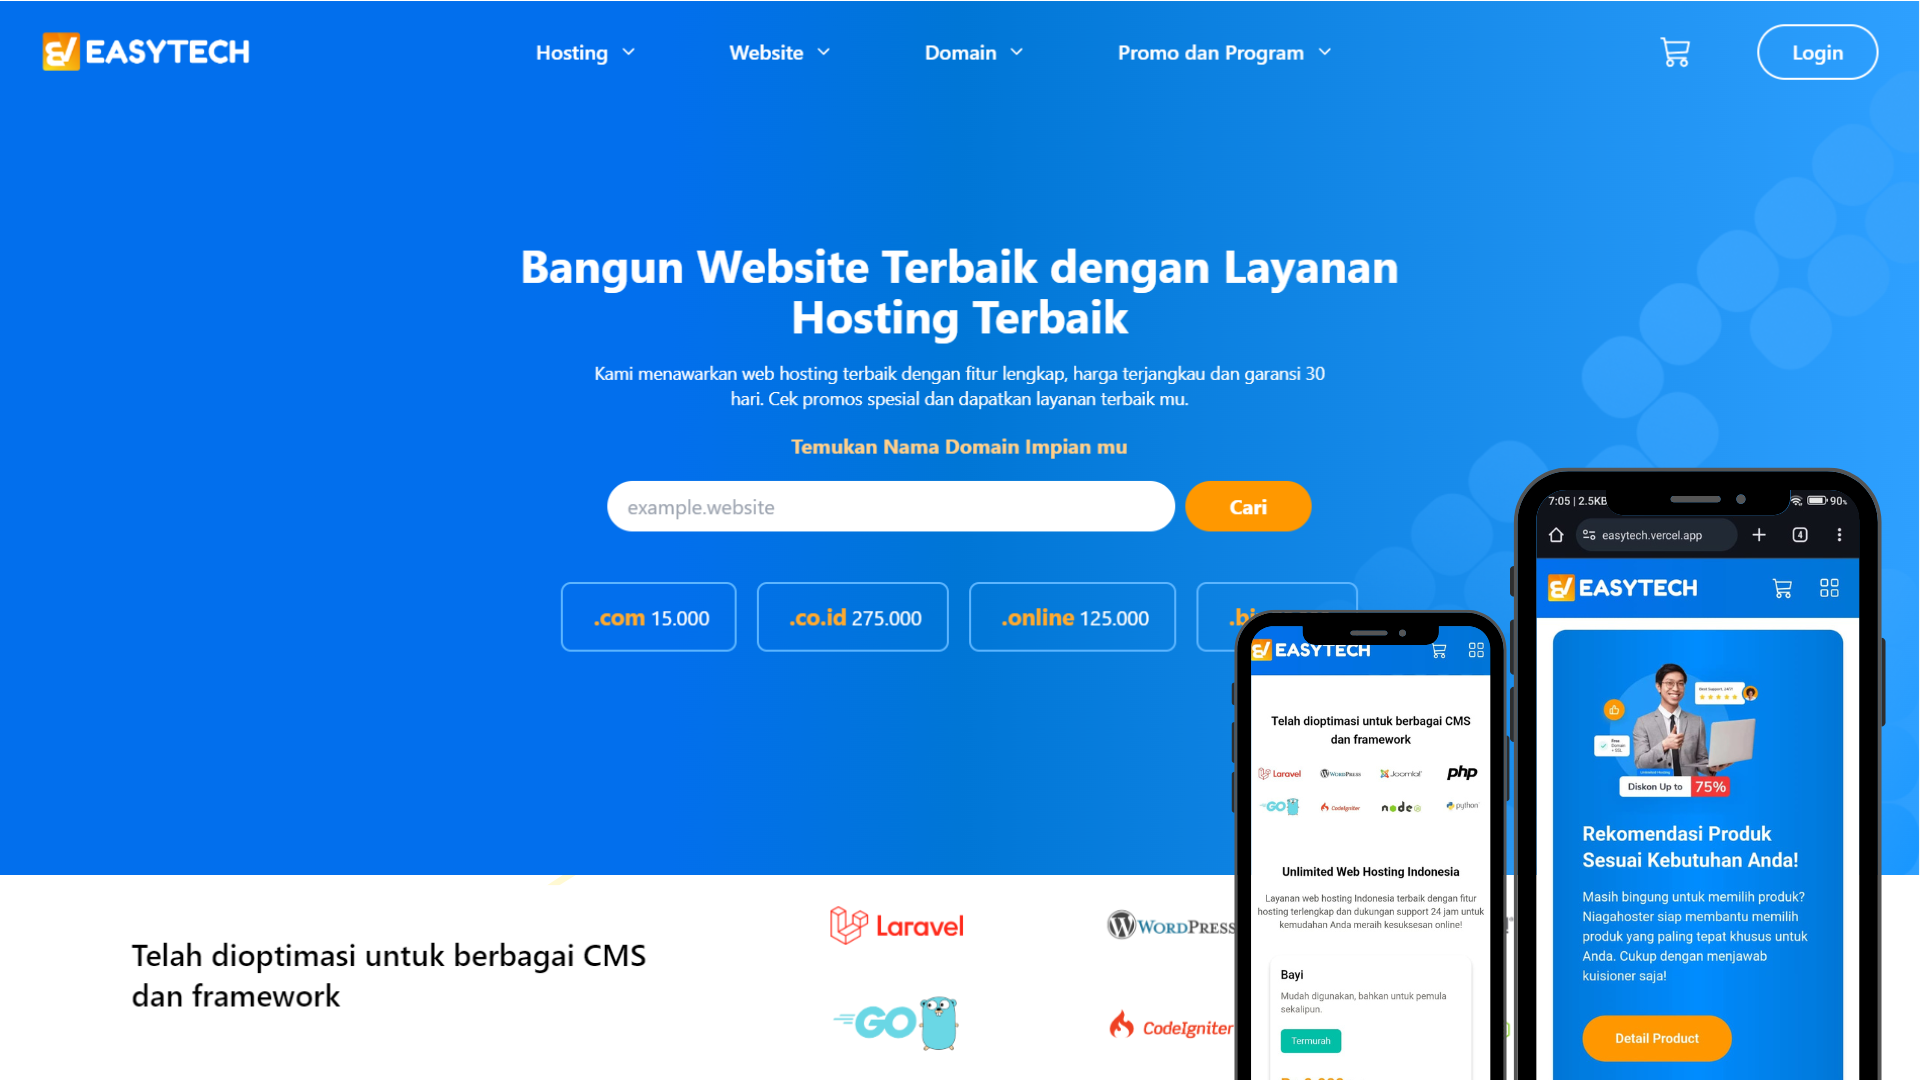 EASYTECH
Hosting
Website
Domain
Promo dan Program
Login
Bangun Website Terbaik dengan Layanan
Hosting Terbaik
Kami menawarkan web hosting terbaik dengan fitur lengkap, harga terjangkau dan garansi 30
hari. Cek promos spesial dan dapatkan layanan terbaik mu.
Temukan Nama Domain Impian mu
example.website
Cari
.com 15.000
.co.id 275.000
.online 125.000
Telah dioptimasi untuk berbagai CMS
dan framework
Laravel
WORDPRESS
GO
CodeIgniter
EASYTECH
Telah dioptimasi untuk berbagai CMS
dan framework
Laravel
WORDPRESS
Joomla!
php
GO
CodeIgniter
node
python
Unlimited Web Hosting Indonesia
Layanan web hosting Indonesia terbaik dengan fitur
hosting terlengkap dan dukungan support 24 jam untuk
kemudahan Anda meraih kesuksesan online!
Bayi
Mudah digunakan, bahkan untuk pemula
sekalipun.
Termurah
7:05 | 2.5KB
90
easytech.vercel.app
4
EASYTECH
Diskon Up to 75%
Rekomendasi Produk
Sesuai Kebutuhan Anda!
Masih bingung untuk memilih produk?
Niagahoster siap membantu memilih
produk yang paling tepat khusus untuk
Anda. Cukup dengan menjawab
kuisioner saja!
Detail Product